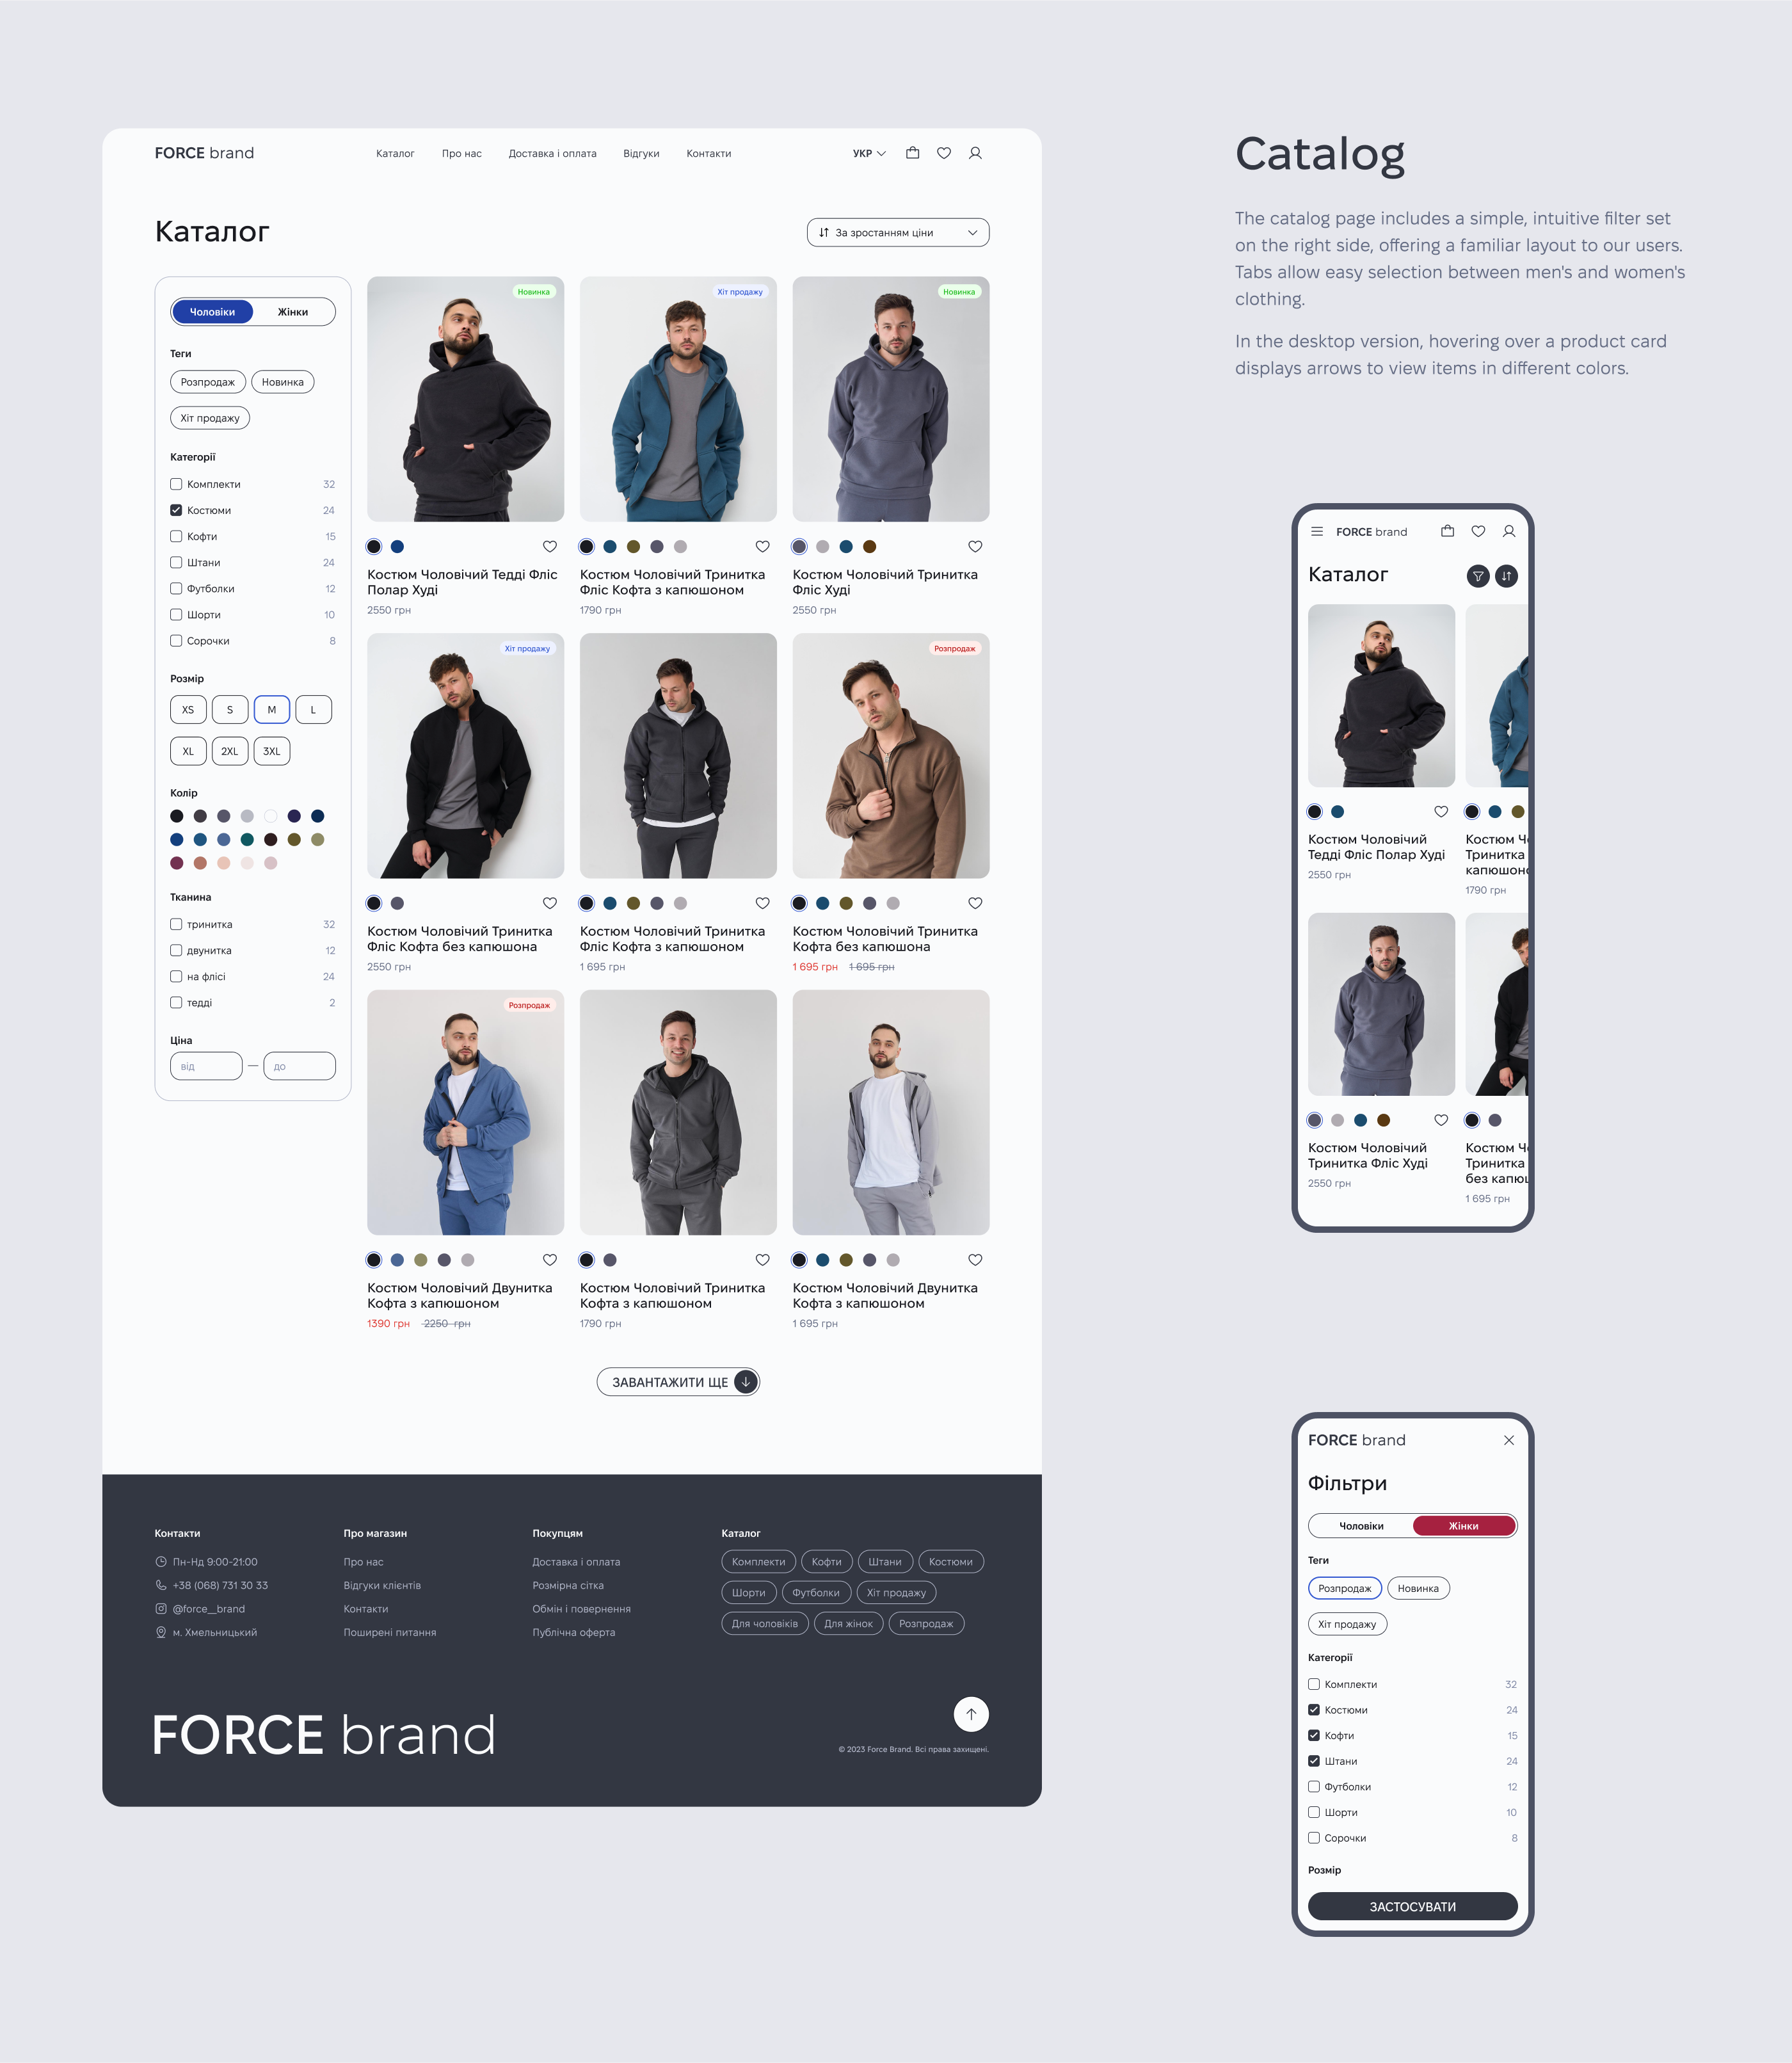 FORCE brand
Каталог Про нас Доставка і оплата Відгуки Контакти
УКР
Каталог
За зростанням ціни
Чоловіки Жінки
Теги
Розпродаж Новинка
Хіт продажу
Категорії
Комплекти 32
Костюми 24
Кофти 15
Штани 24
Футболки 12
Шорти 10
Сорочки 8
Розмір
XS S M L
XL 2XL 3XL
Колір
Тканина
тринитка 32
двунитка 12
на флісі 24
тедді 2
Ціна
від — до
Новинка
Костюм Чоловічий Тедді Фліс
Полар Худі
2550 грн
Хіт продажу
Костюм Чоловічий Тринитка
Фліс Кофта з капюшоном
1790 грн
Новинка
Костюм Чоловічий Тринитка
Фліс Худі
2550 грн
Хіт продажу
Костюм Чоловічий Тринитка
Фліс Кофта без капюшона
2550 грн
Костюм Чоловічий Тринитка
Фліс Кофта з капюшоном
1 695 грн
Розпродаж
Костюм Чоловічий Тринитка
Кофта без капюшона
1 695 грн 1 695 грн
Розпродаж
Костюм Чоловічий Двунитка
Кофта з капюшоном
1390 грн 2250 грн
Костюм Чоловічий Тринитка
Кофта з капюшоном
1790 грн
Костюм Чоловічий Двунитка
Кофта з капюшоном
1 695 грн
ЗАВАНТАЖИТИ ЩЕ
Контакти
Пн-Нд 9:00-21:00
+38 (068) 731 30 33
@force__brand
м. Хмельницький
Про магазин
Про нас
Відгуки клієнтів
Контакти
Поширені питання
Покупцям
Доставка і оплата
Розмірна сітка
Обмін і повернення
Публічна оферта
Каталог
Комплекти Кофти Штани Костюми
Шорти Футболки Хіт продажу
Для чоловіків Для жінок Розпродаж
FORCE brand
© 2023 Force Brand. Всі права захищені.
Catalog
The catalog page includes a simple, intuitive filter set
on the right side, offering a familiar layout to our users.
Tabs allow easy selection between men's and women's
clothing.
In the desktop version, hovering over a product card
displays arrows to view items in different colors.
FORCE brand
Каталог
Костюм Чоловічий
Тедді Фліс Полар Худі
2550 грн
Костюм Чо
Тринитка
капюшоно
1790 грн
Костюм Чоловічий
Тринитка Фліс Худі
2550 грн
Костюм Чо
Тринитка
без капюш
1 695 грн
FORCE brand
Фільтри
Чоловіки Жінки
Теги
Розпродаж Новинка
Хіт продажу
Категорії
Комплекти 32
Костюми 24
Кофти 15
Штани 24
Футболки 12
Шорти 10
Сорочки 8
Розмір
ЗАСТОСУВАТИ